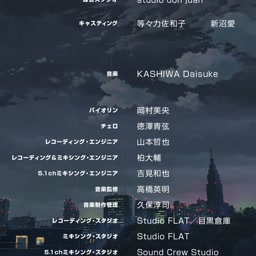 studio don juan
キャスティング 等々力佐和子 新沼愛
音楽 KASHIWA Daisuke
バイオリン 岡村美央
チェロ 徳澤青弦
レコーディング・エンジニア 山本哲也
レコーディング＆ミキシング・エンジニア 柏大輔
5.1chミキシング・エンジニア 吉見和也
音楽監修 高橋英明
音楽制作管理 久保淳司
レコーディング・スタジオ Studio FLAT／目黒倉庫
ミキシング・スタジオ Studio FLAT
5.1chミキシング・スタジオ Sound Crew Studio